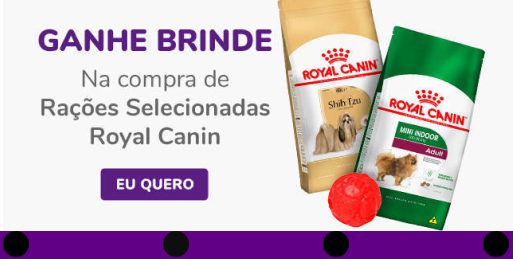 GANHE BRINDE
Na compra de
Rações Selecionadas
Royal Canin
EU QUERO
ROYAL CANIN
Shih Tzu
ROYAL CANIN
MINI INDOOR
Adult